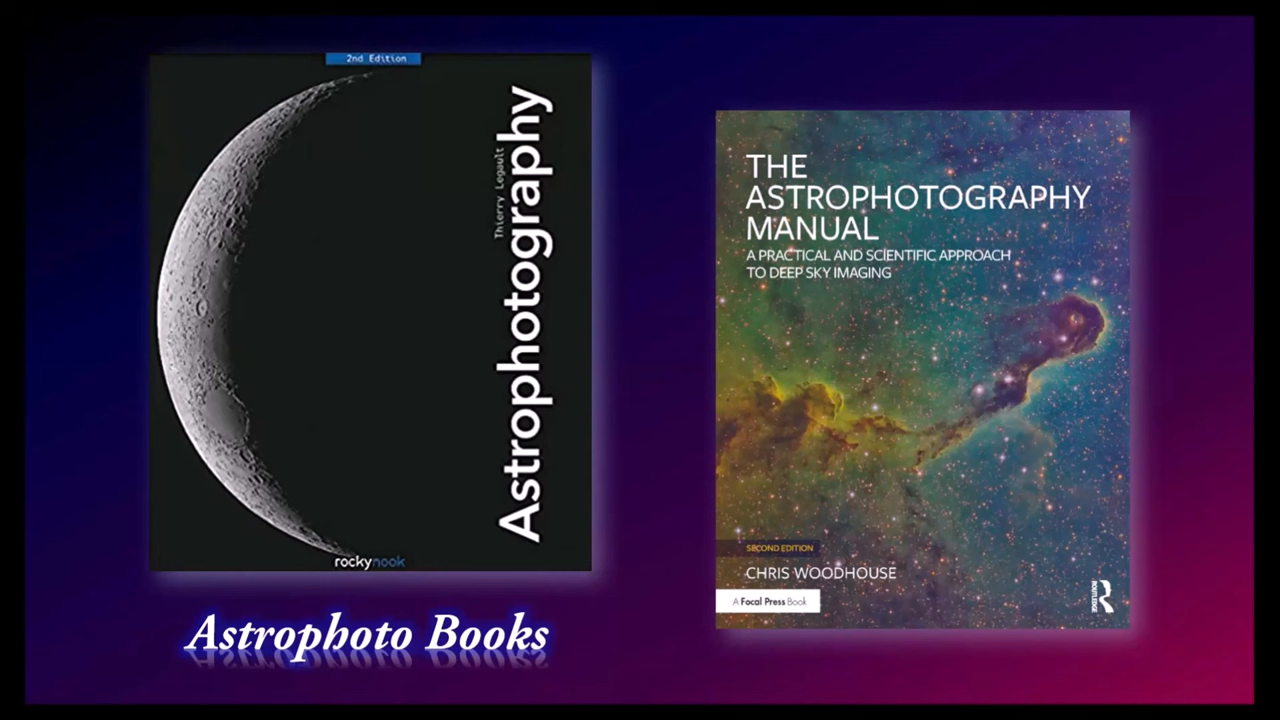 2nd Edition
Thierry Legault
Astrophotography
rockynook
Astrophoto Books
THE
ASTROPHOTOGRAPHY
MANUAL
A PRACTICAL AND SCIENTIFIC APPROACH
TO DEEP SKY IMAGING
SECOND EDITION
CHRIS WOODHOUSE
A Focal Press Book
ROUTLEDGE